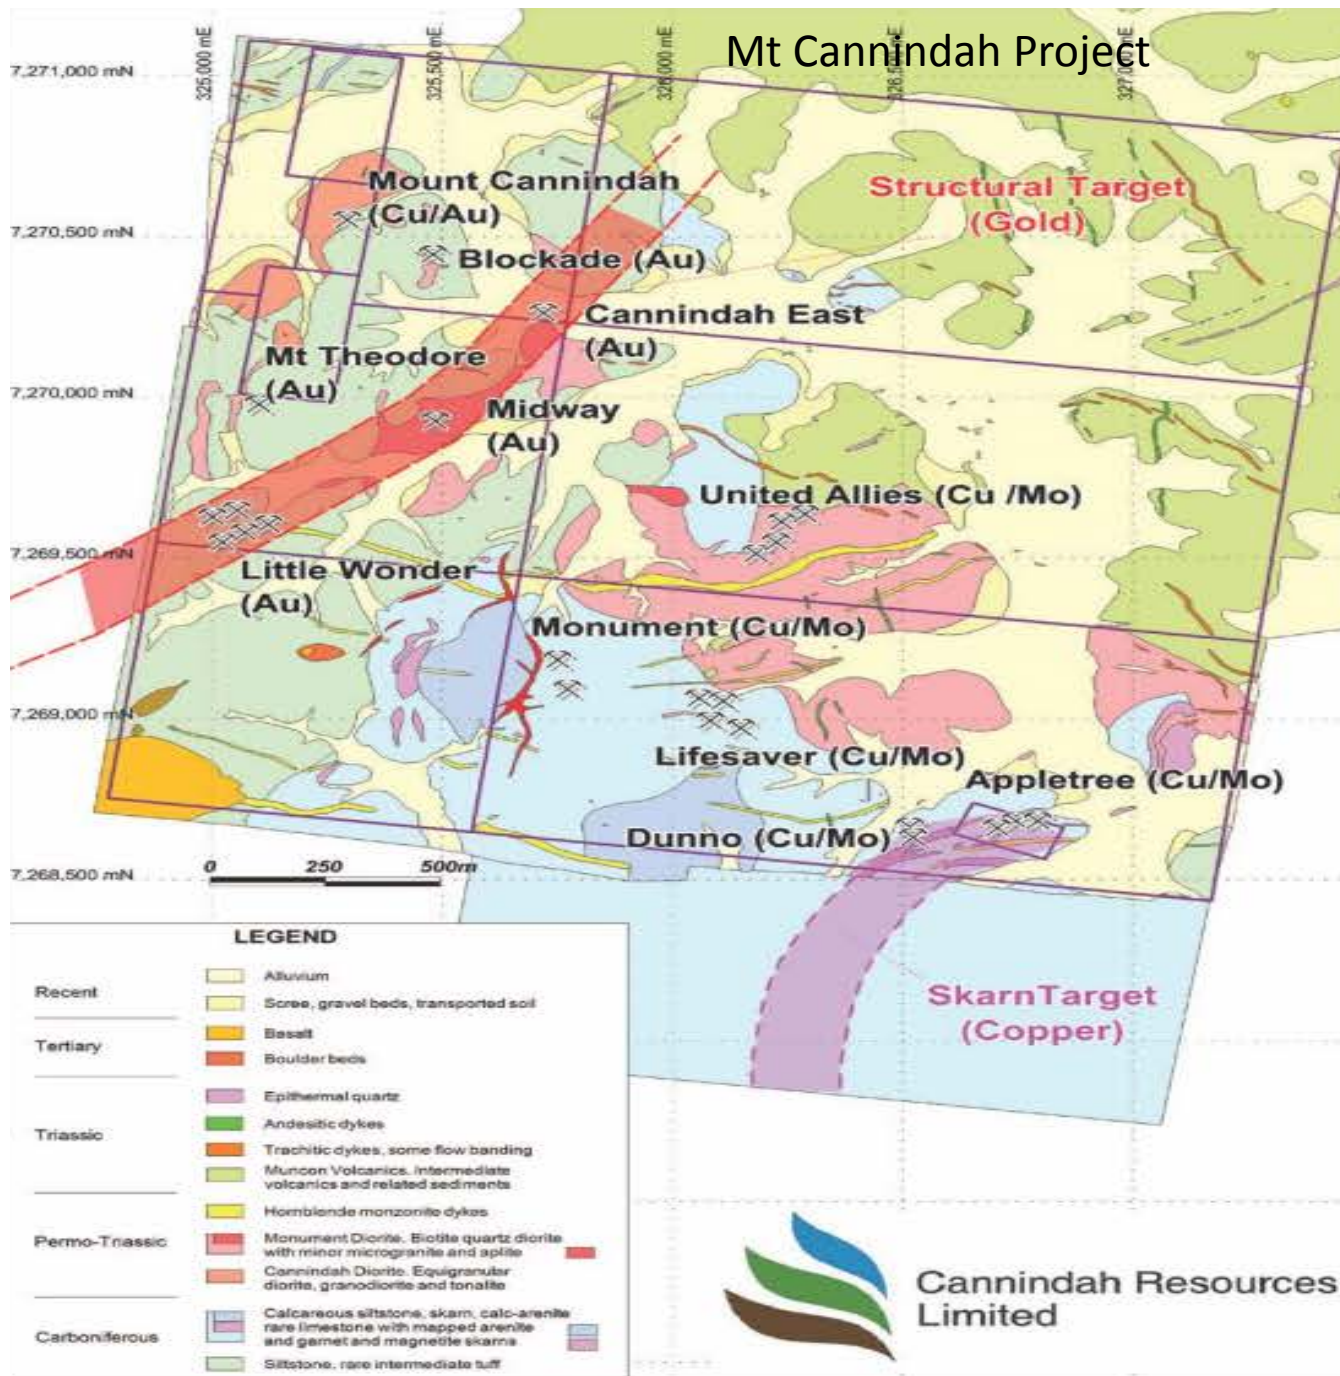 Mt Cannindah Project
325,000 mE
325,500 mE
326,000 mE
326,500 mE
327,000 mE
7,271,000 mN
7,270,500 mN
7,270,000 mN
7,269,500 mN
7,269,000 mN
7,268,500 mN
Structural Target
(Gold)
Mount Cannindah
(Cu/Au)
Blockade (Au)
Cannindah East
(Au)
Mt Theodore
(Au)
Midway
(Au)
United Allies (Cu /Mo)
Little Wonder
(Au)
Monument (Cu/Mo)
Lifesaver (Cu/Mo)
Appletree (Cu/Mo)
Dunno (Cu/Mo)
0 250 500m
SkarnTarget
(Copper)
LEGEND
Recent
Alluvium
Scree, gravel beds, transported soil
Tertiary
Basalt
Boulder beds
Triassic
Epithermal quartz
Andesitic dykes
Trachitic dykes, some flow banding
Muncon Volcanics. Intermediate
volcanics and related sediments
Permo-Triassic
Hornblende monzonite dykes
Monument Diorite. Biotite quartz diorite
with minor microgranite and aplite
Cannindah Diorite. Equigranular
diorite, granodiorite and tonalite
Carboniferous
Calcareous siltstone, skarn, calc-arenite
rare limestone with mapped arenite
and garnet and magnetite skarns
Siltstone, rare intermediate tuff
Cannindah Resources
Limited